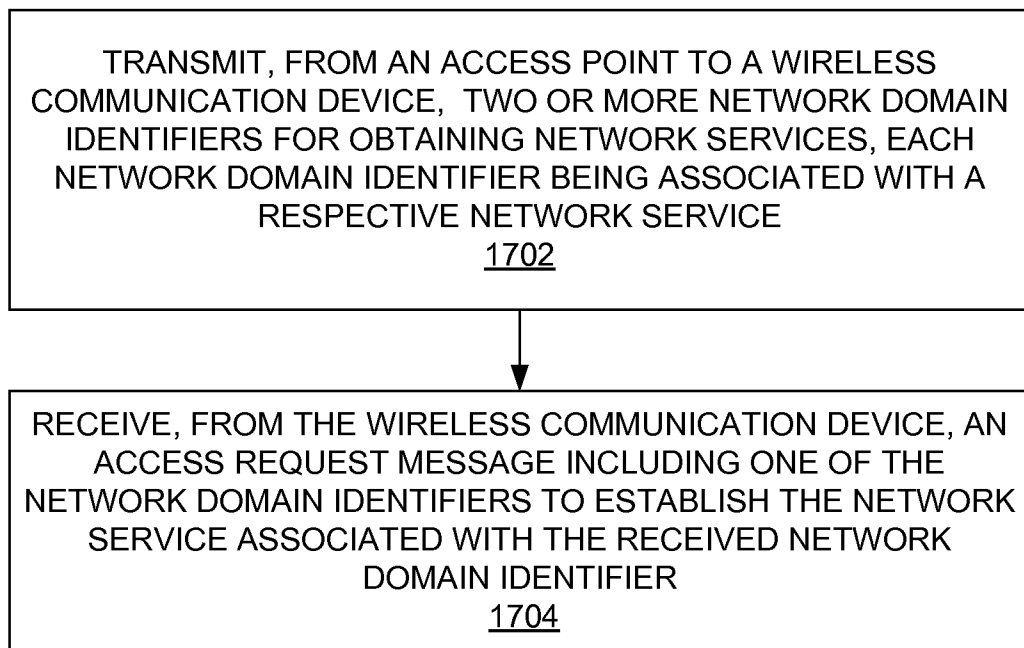 TRANSMIT, FROM AN ACCESS POINT TO A WIRELESS
COMMUNICATION DEVICE, TWO OR MORE NETWORK DOMAIN
IDENTIFIERS FOR OBTAINING NETWORK SERVICES, EACH
NETWORK DOMAIN IDENTIFIER BEING ASSOCIATED WITH A
RESPECTIVE NETWORK SERVICE
1702
RECEIVE, FROM THE WIRELESS COMMUNICATION DEVICE, AN
ACCESS REQUEST MESSAGE INCLUDING ONE OF THE
NETWORK DOMAIN IDENTIFIERS TO ESTABLISH THE NETWORK
SERVICE ASSOCIATED WITH THE RECEIVED NETWORK
DOMAIN IDENTIFIER
1704